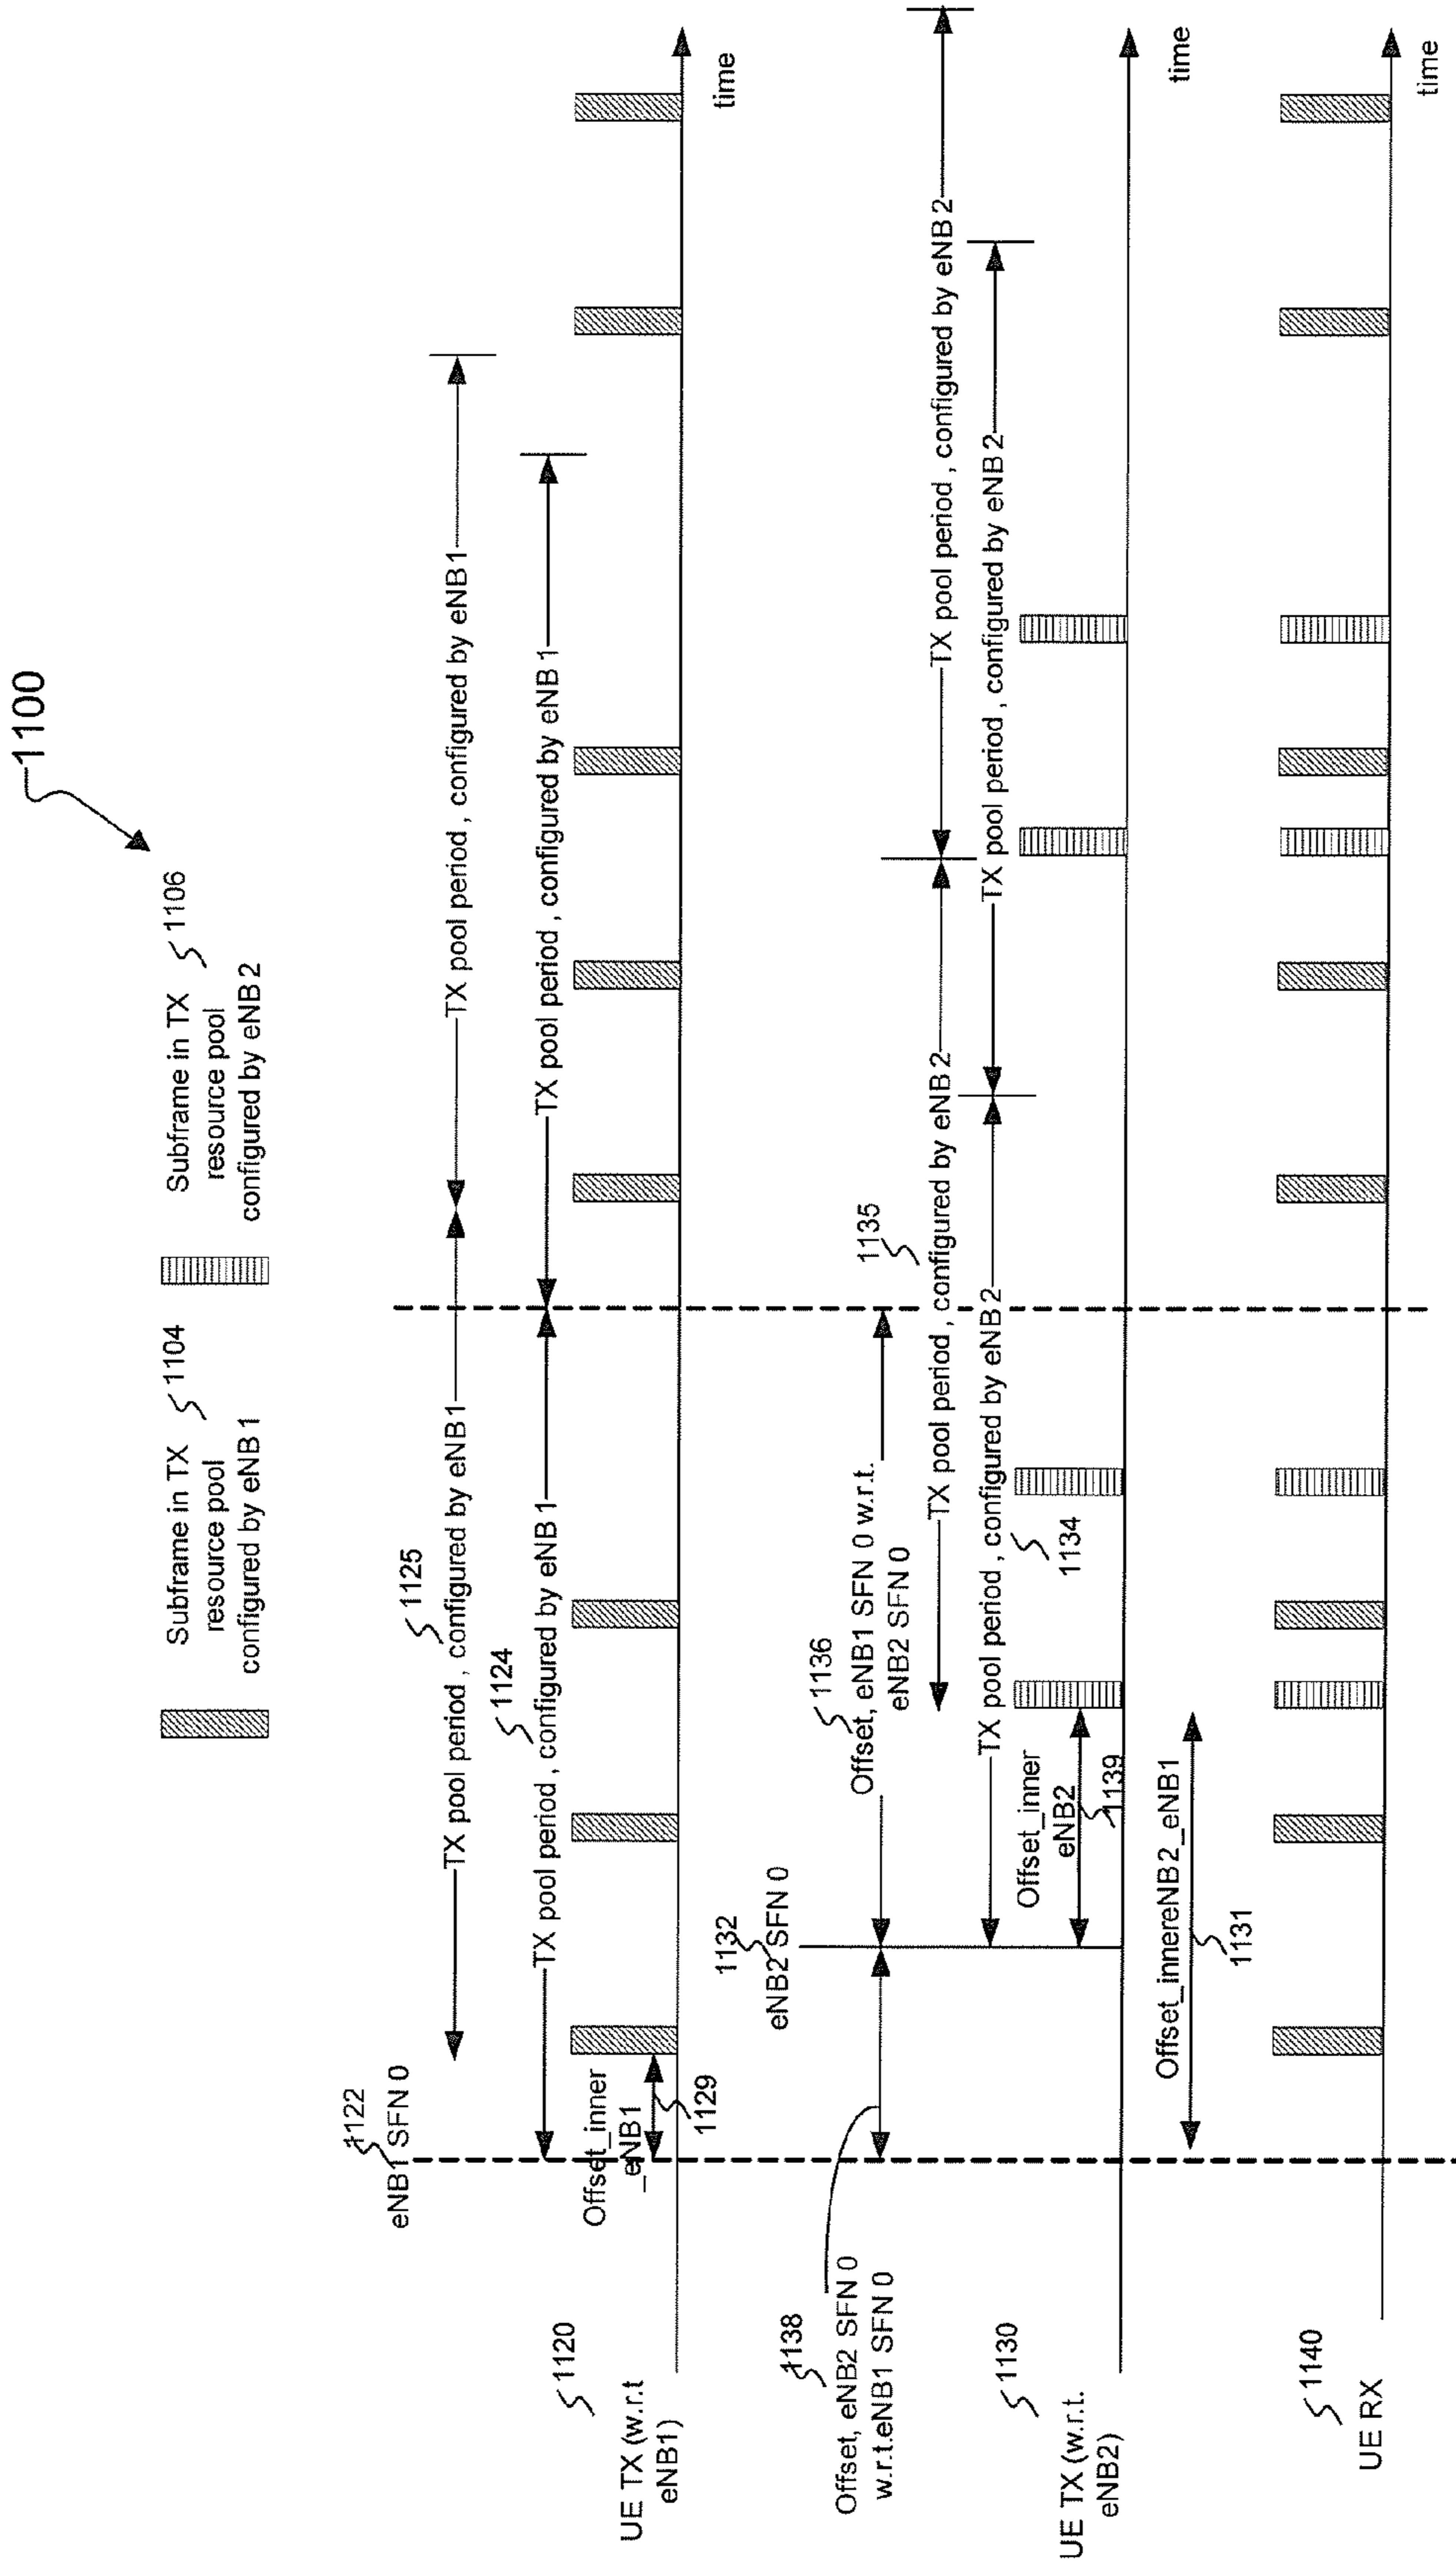 1100
Subframe in TX
resource pool
configured by eNB 1
1104
Subframe in TX
resource pool
configured by eNB 2
1106
1122
eNB1 SFN 0
1125
TX pool period , configured by eNB1
TX pool period , configured by eNB1
1124
TX pool period , configured by eNB 1
TX pool period , configured by eNB 1
Offset_inner
_eNB1
1129
1120
UE TX (w.r.t
eNB1)
time
1132
eNB2 SFN 0
1138
Offset, eNB2 SFN 0
w.r.t.eNB1 SFN 0
1136
Offset, eNB1 SFN 0 w.r.t.
eNB2 SFN 0
1135
TX pool period , configured by eNB 2
TX pool period , configured by eNB 2
TX pool period , configured by eNB 2
TX pool period , configured by eNB 2
1134
Offset_inner
eNB2
1139
1130
UE TX (w.r.t.
eNB2)
time
Offset_innereNB2_eNB1
1131
1140
UE RX
time